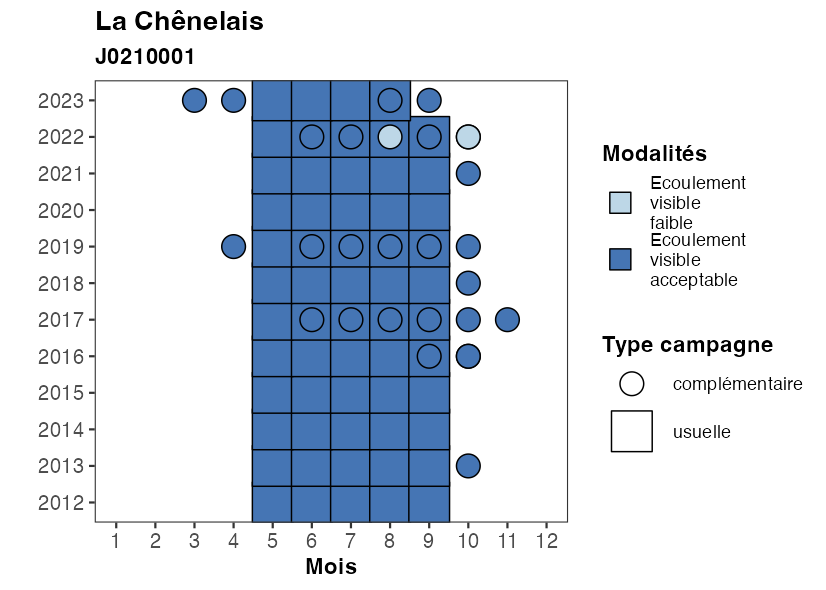 La Chênelais
J0210001
2023
2022
2021
2020
2019
2018
2017
2016
2015
2014
2013
2012
1 2 3 4 5 6 7 8 9 10 11 12
Mois
Modalités
Ecoulement
visible
faible
Ecoulement
visible
acceptable
Type campagne
complémentaire
usuelle